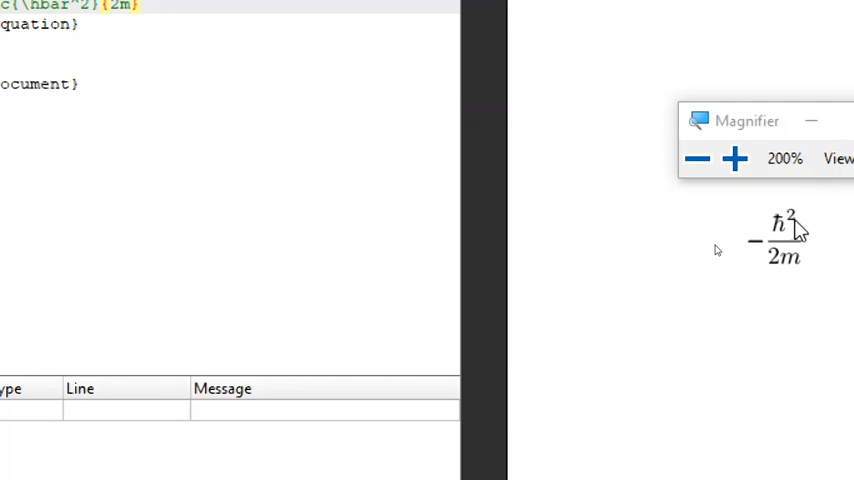 c{\hbar^2}{2m}
quation}
ocument}
Magnifier
200% View
-ħ²/2m
ype Line Message